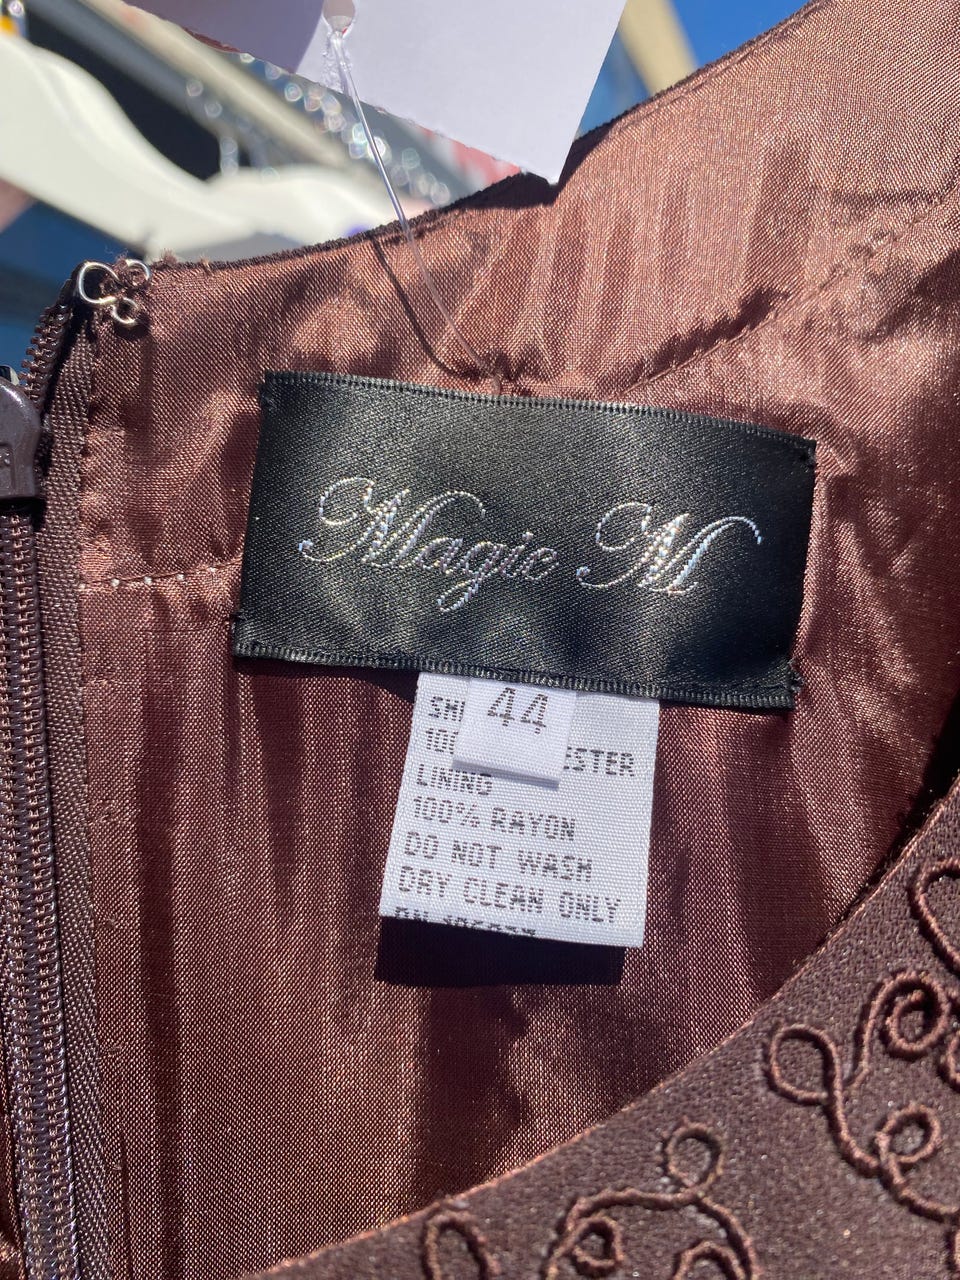 Magic M
44
LINING
100% RAYON
DO NOT WASH
DRY CLEAN ONLY